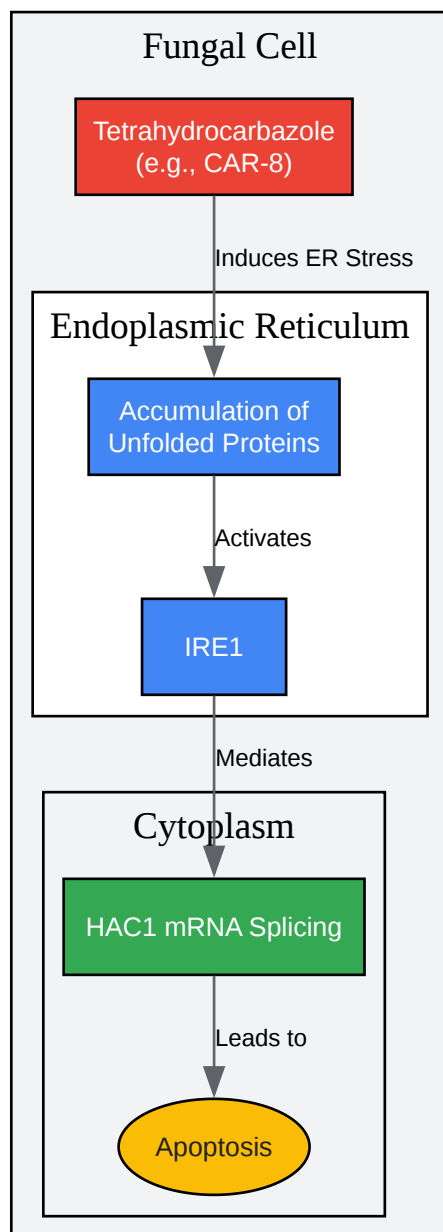 Fungal Cell
Tetrahydrocarbazole
(e.g., CAR-8)
Induces ER Stress
Endoplasmic Reticulum
Accumulation of
Unfolded Proteins
Activates
IRE1
Mediates
Cytoplasm
HAC1 mRNA Splicing
Leads to
Apoptosis